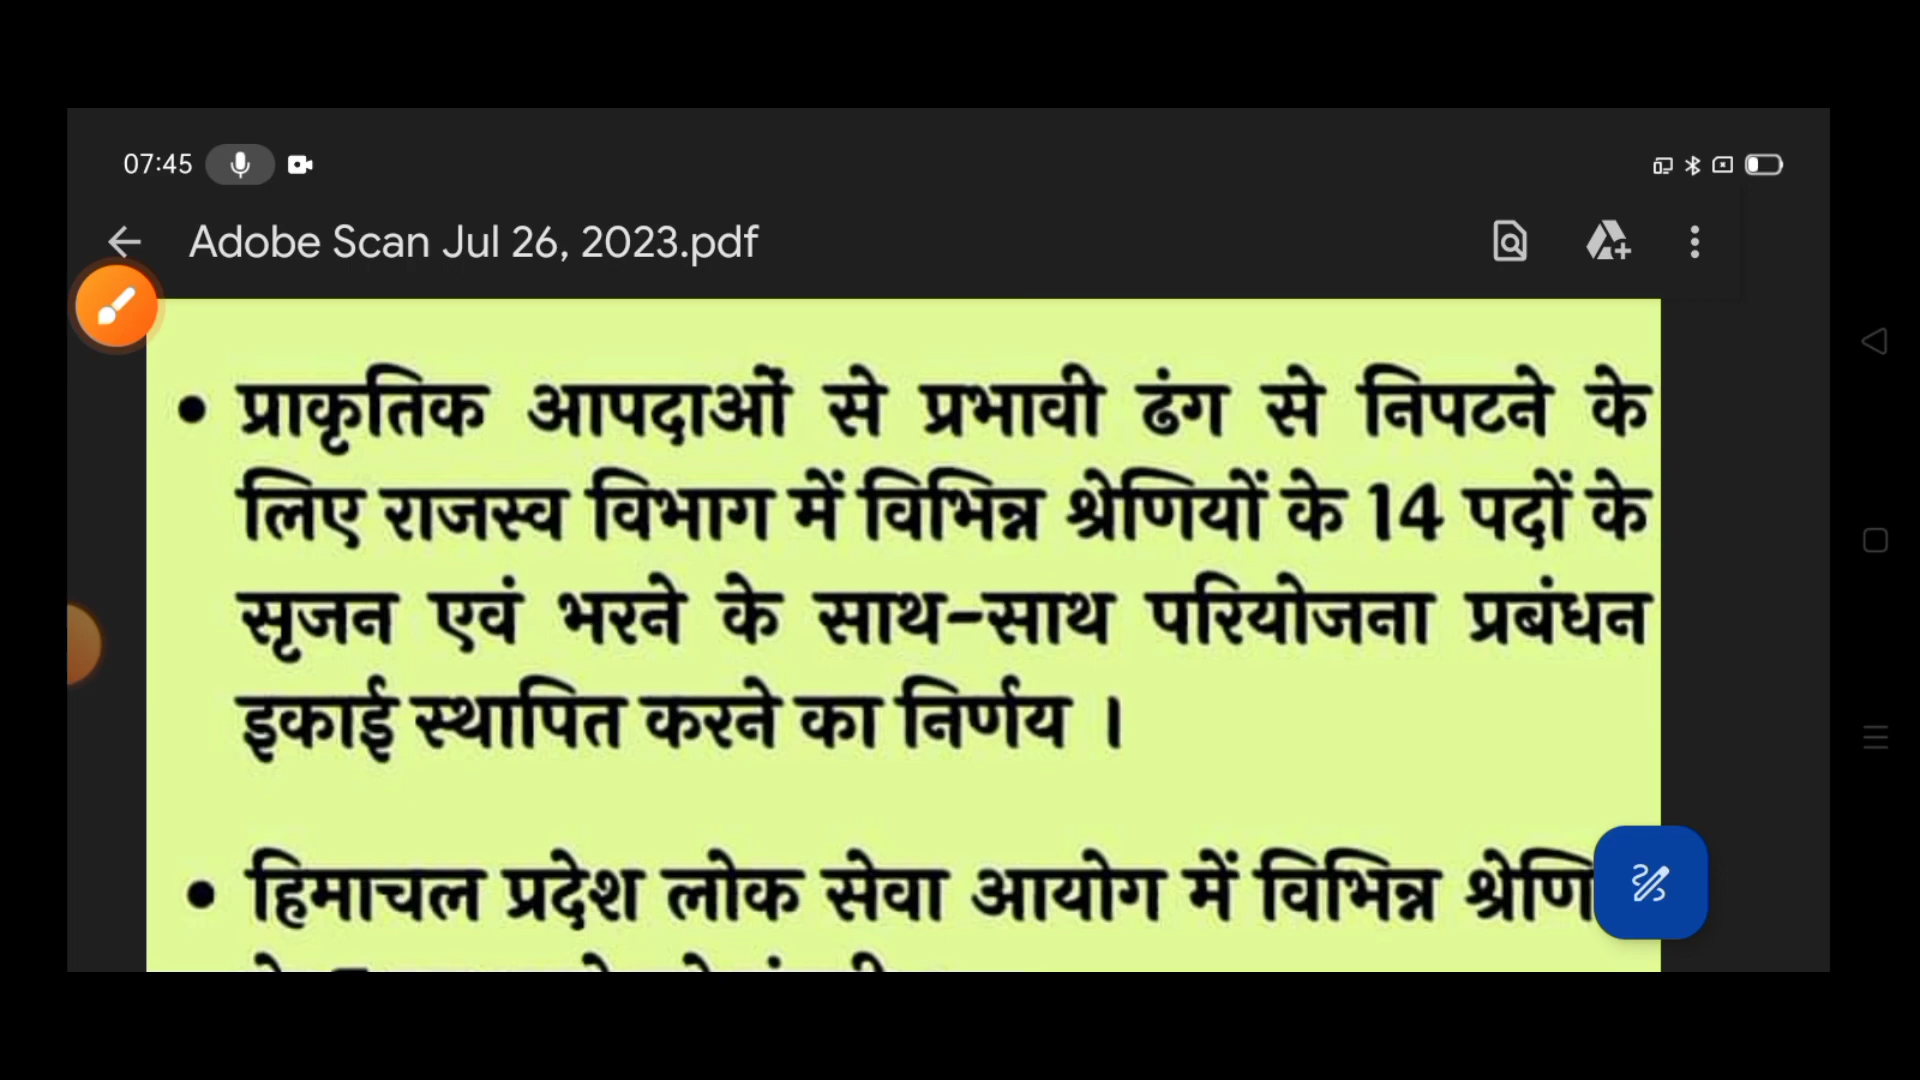 07:45
Adobe Scan Jul 26, 2023.pdf
• प्राकृतिक आपदाओं से प्रभावी ढंग से निपटने के
लिए राजस्व विभाग में विभिन्न श्रेणियों के 14 पदों के
सृजन एवं भरने के साथ-साथ परियोजना प्रबंधन
इकाई स्थापित करने का निर्णय ।
• हिमाचल प्रदेश लोक सेवा आयोग में विभिन्न